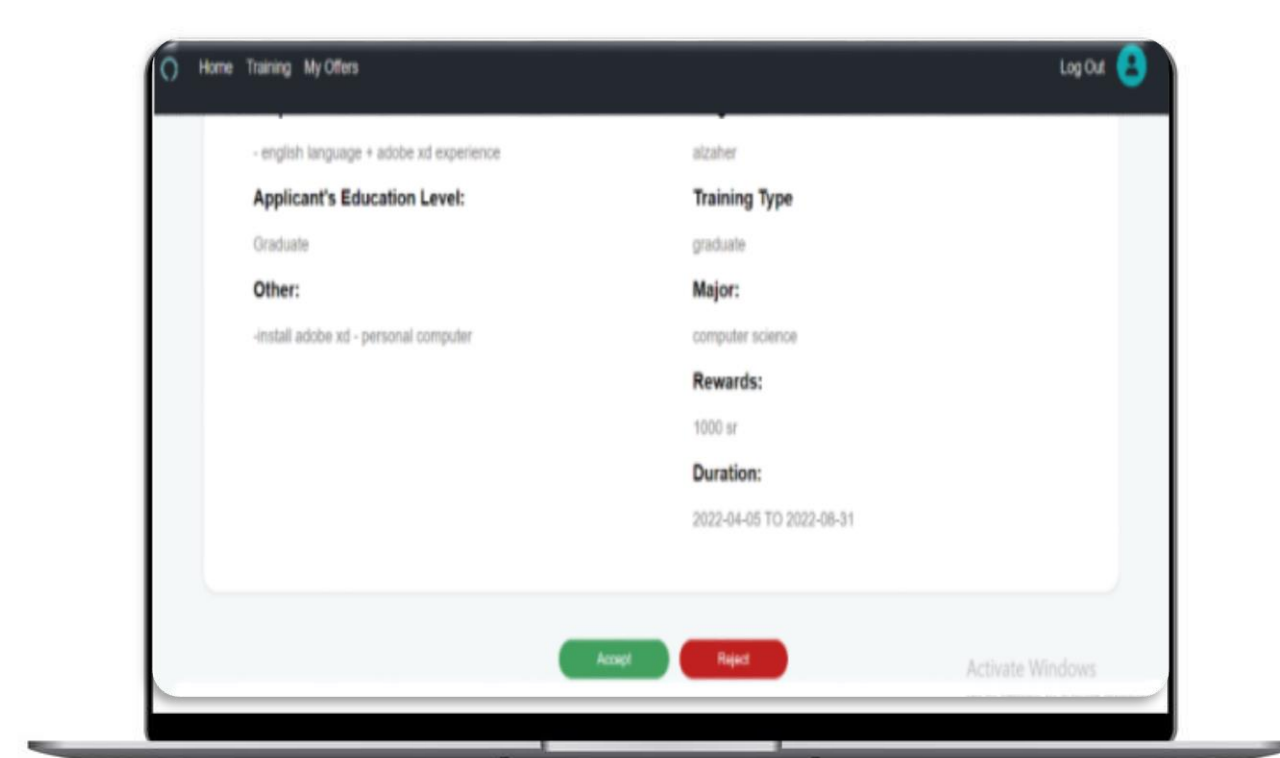 Home Training My Offers Log Out
- english language + adobe xd experience
alzaher
Applicant's Education Level:
Training Type
Graduate
graduate
Other:
Major:
-install adobe xd - personal computer
computer science
Rewards:
1000 sr
Duration:
2022-04-05 TO 2022-08-31
Accept Reject
Activate Windows